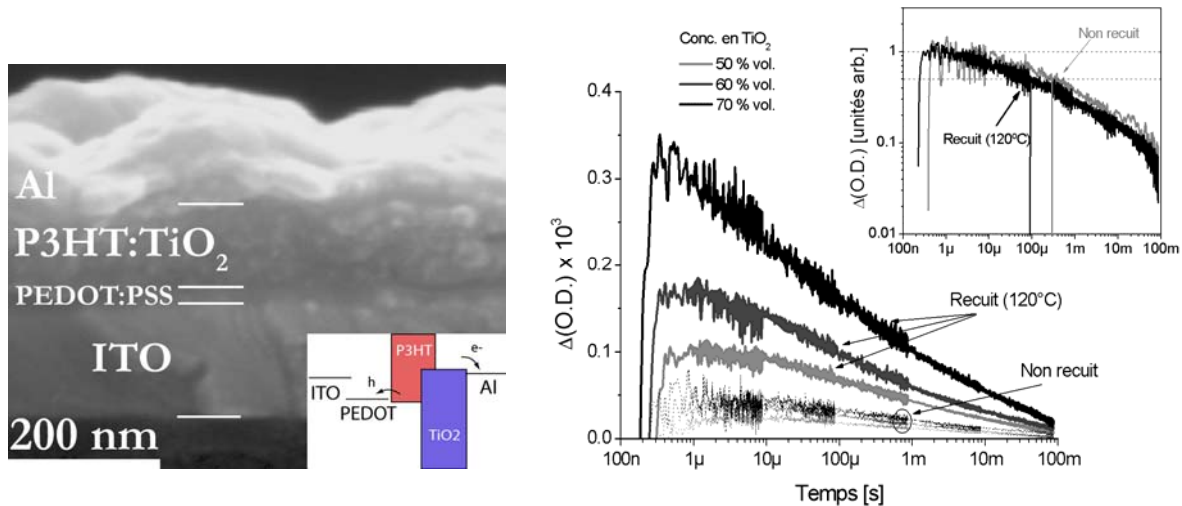 Al
P3HT:TiO₂
PEDOT:PSS
ITO
200 nm
P3HT
e-
h
ITO
Al
PEDOT
TiO2
Conc. en TiO₂
50 % vol.
60 % vol.
70 % vol.
Δ(O.D.) x 10³
0.3
0.2
0.1
0.0
100n 1µ 10µ 100µ 1m 10m 100m
Temps [s]
Recuit (120°C)
Non recuit
Δ(O.D.) [unités arb.]
1
0.1
0.01
100n 1µ 10µ 100µ 1m 10m 100m
Non recuit
Recuit (120°C)